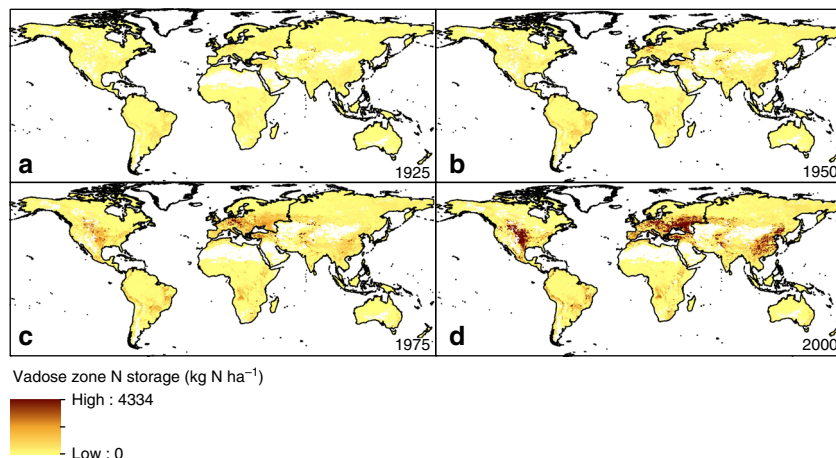 a
1925
b
1950
c
1975
d
2000
Vadose zone N storage (kg N ha⁻¹)
High : 4334
Low : 0